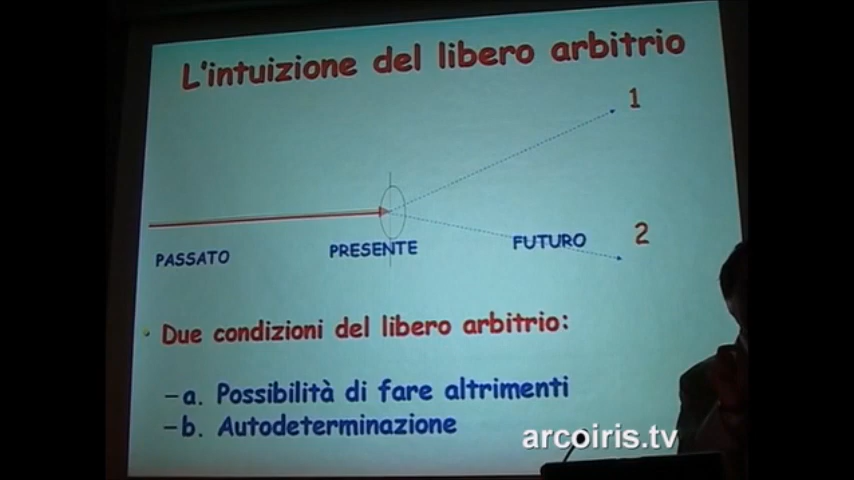 L'intuizione del libero arbitrio
1
2
PASSATO
PRESENTE
FUTURO
Due condizioni del libero arbitrio:
–a. Possibilità di fare altrimenti
–b. Autodeterminazione
arcoiris.tv